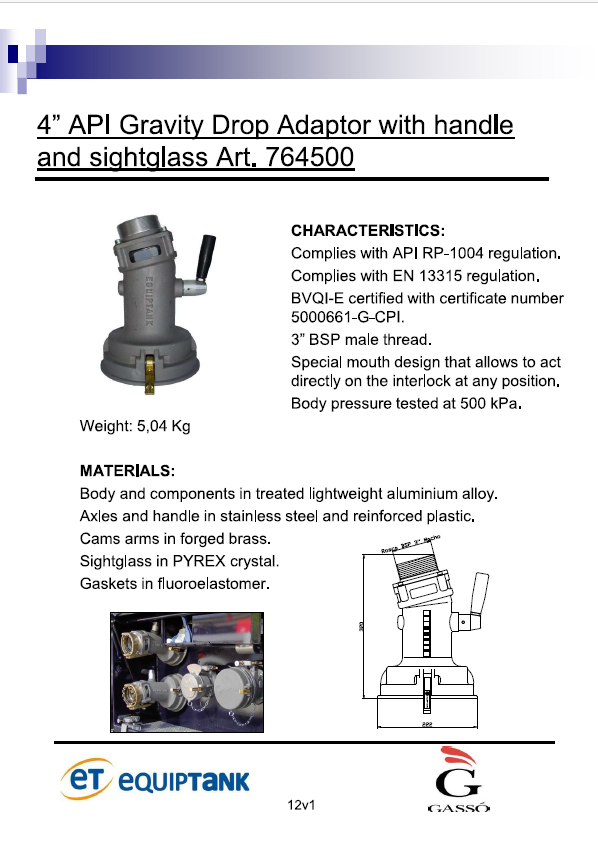 4” API Gravity Drop Adaptor with handle
and sightglass Art. 764500
EQUIPTANK
CHARACTERISTICS:
Complies with API RP-1004 regulation.
Complies with EN 13315 regulation.
BVQI-E certified with certificate number
5000661-G-CPI.
3” BSP male thread.
Special mouth design that allows to act
directly on the interlock at any position.
Body pressure tested at 500 kPa.
Weight: 5,04 Kg
MATERIALS:
Body and components in treated lightweight aluminium alloy.
Axles and handle in stainless steel and reinforced plastic.
Cams arms in forged brass.
Sightglass in PYREX crystal.
Gaskets in fluoroelastomer.
Rosca BSP 3" Macho
320
222
eT EQUIPTANK
G
GASSÓ
12v1